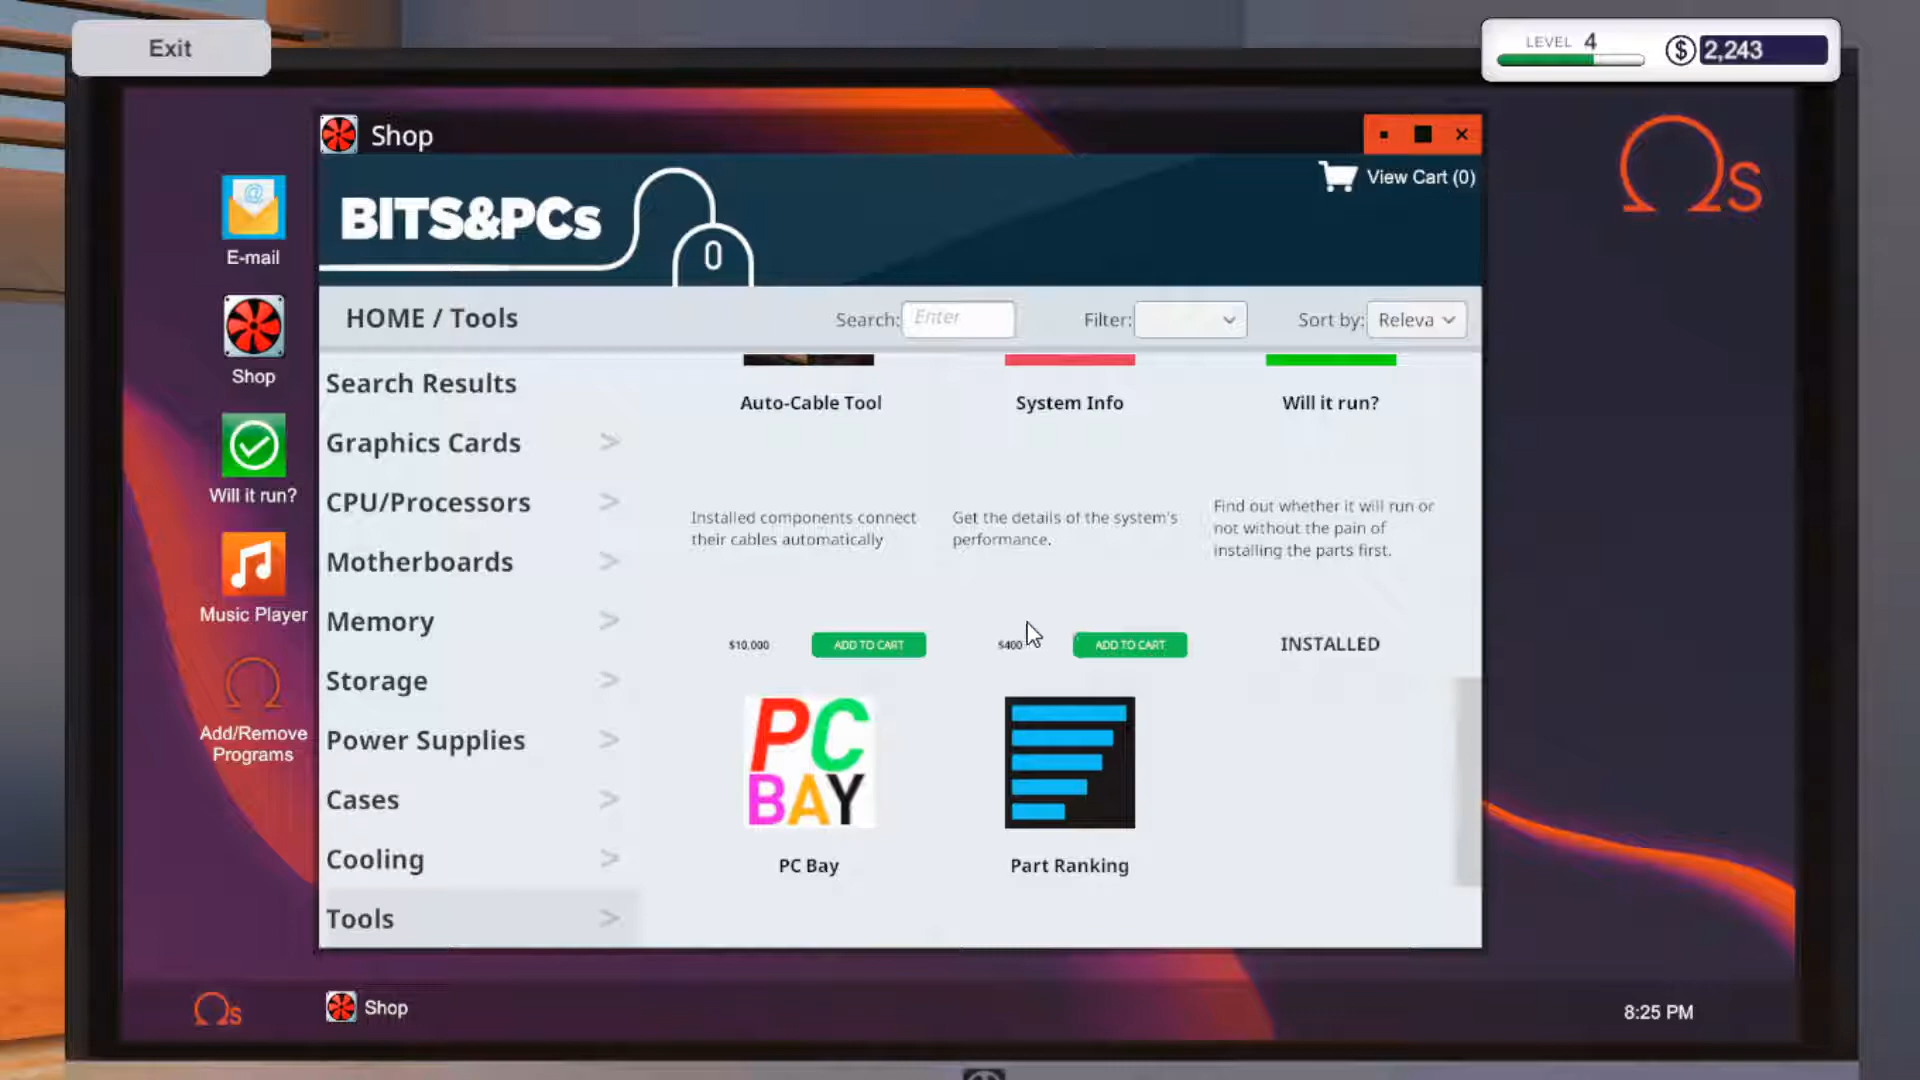 Exit
LEVEL 4
$ 2,243
Shop
View Cart (0)
BITS&PCs
E-mail
Shop
Will it run?
Music Player
Add/Remove
Programs
HOME / Tools
Search:
Enter
Filter:
Sort by:
Releva
Search Results
Graphics Cards >
CPU/Processors >
Motherboards >
Memory >
Storage >
Power Supplies >
Cases >
Cooling >
Tools >
Auto-Cable Tool
Installed components connect
their cables automatically
$10,000
ADD TO CART
System Info
Get the details of the system's
performance.
$400
ADD TO CART
Will it run?
Find out whether it will run or
not without the pain of
installing the parts first.
INSTALLED
PC
BAY
PC Bay
Part Ranking
Ωs
Ωs
Shop
8:25 PM